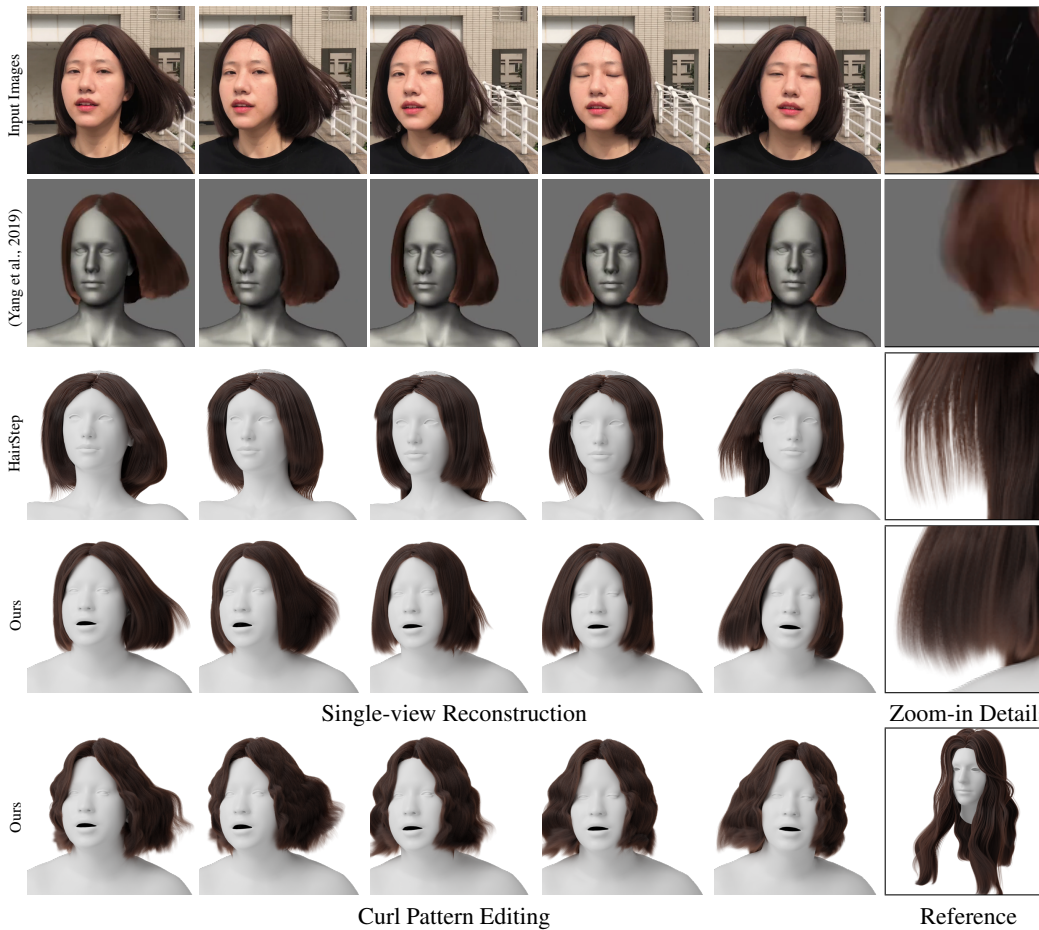 Input Images
(Yang et al., 2019)
HairStep
Ours
Single-view Reconstruction
Zoom-in Detail
Ours
Curl Pattern Editing
Reference